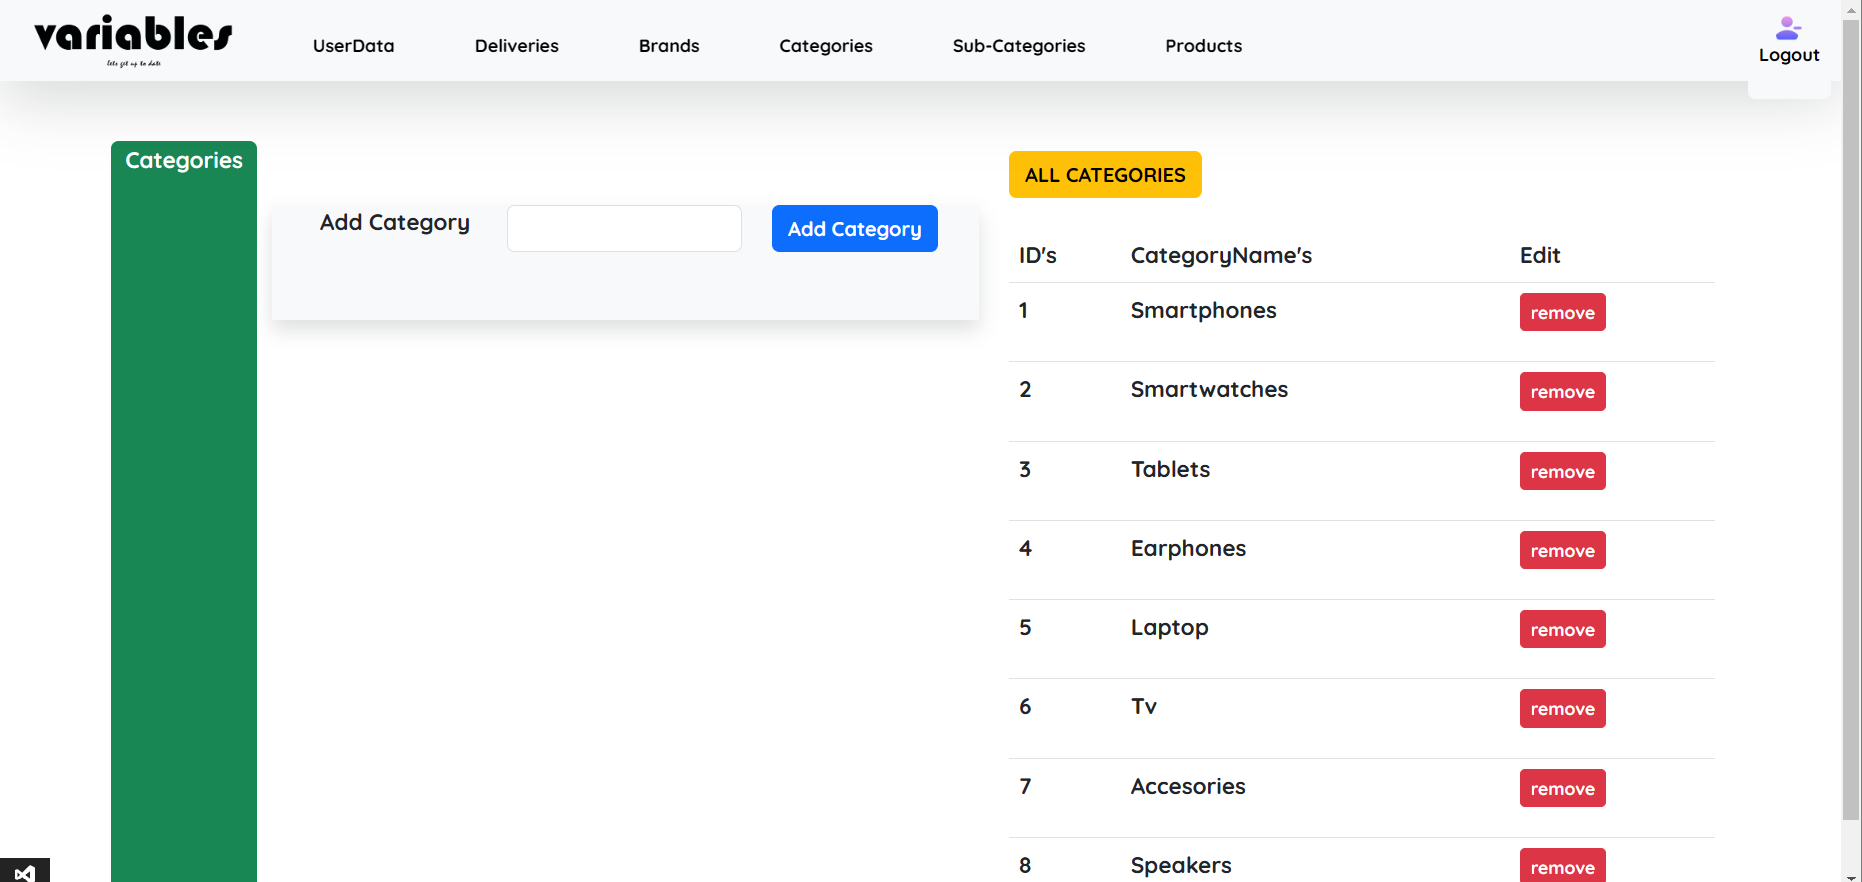 variables
lets get up to date
UserData Deliveries Brands Categories Sub-Categories Products
Logout
Categories
Add Category Add Category
ALL CATEGORIES
ID's CategoryName's Edit
1 Smartphones remove
2 Smartwatches remove
3 Tablets remove
4 Earphones remove
5 Laptop remove
6 Tv remove
7 Accesories remove
8 Speakers remove